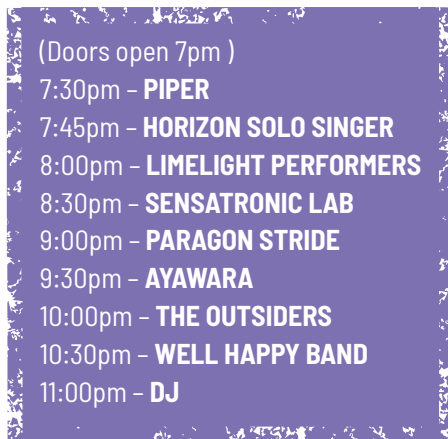 (Doors open 7pm )
7:30pm – PIPER
7:45pm – HORIZON SOLO SINGER
8:00pm – LIMELIGHT PERFORMERS
8:30pm – SENSATRONIC LAB
9:00pm – PARAGON STRIDE
9:30pm – AYAWARA
10:00pm – THE OUTSIDERS
10:30pm – WELL HAPPY BAND
11:00pm – DJ